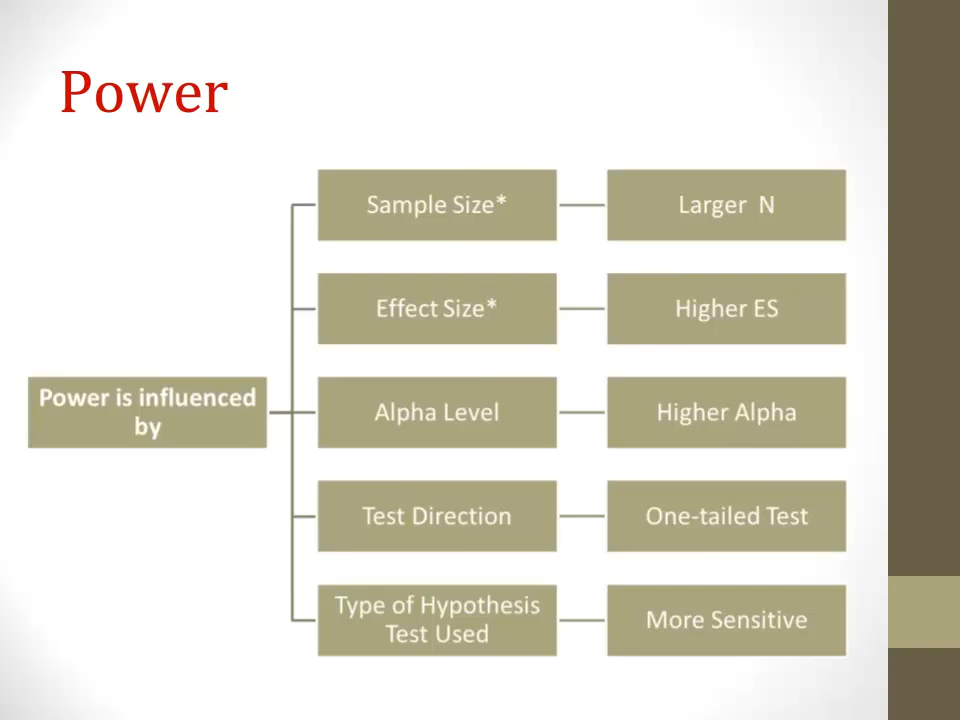 Power
Sample Size*
Larger N
Effect Size*
Higher ES
Power is influenced
by
Alpha Level
Higher Alpha
Test Direction
One-tailed Test
Type of Hypothesis
Test Used
More Sensitive